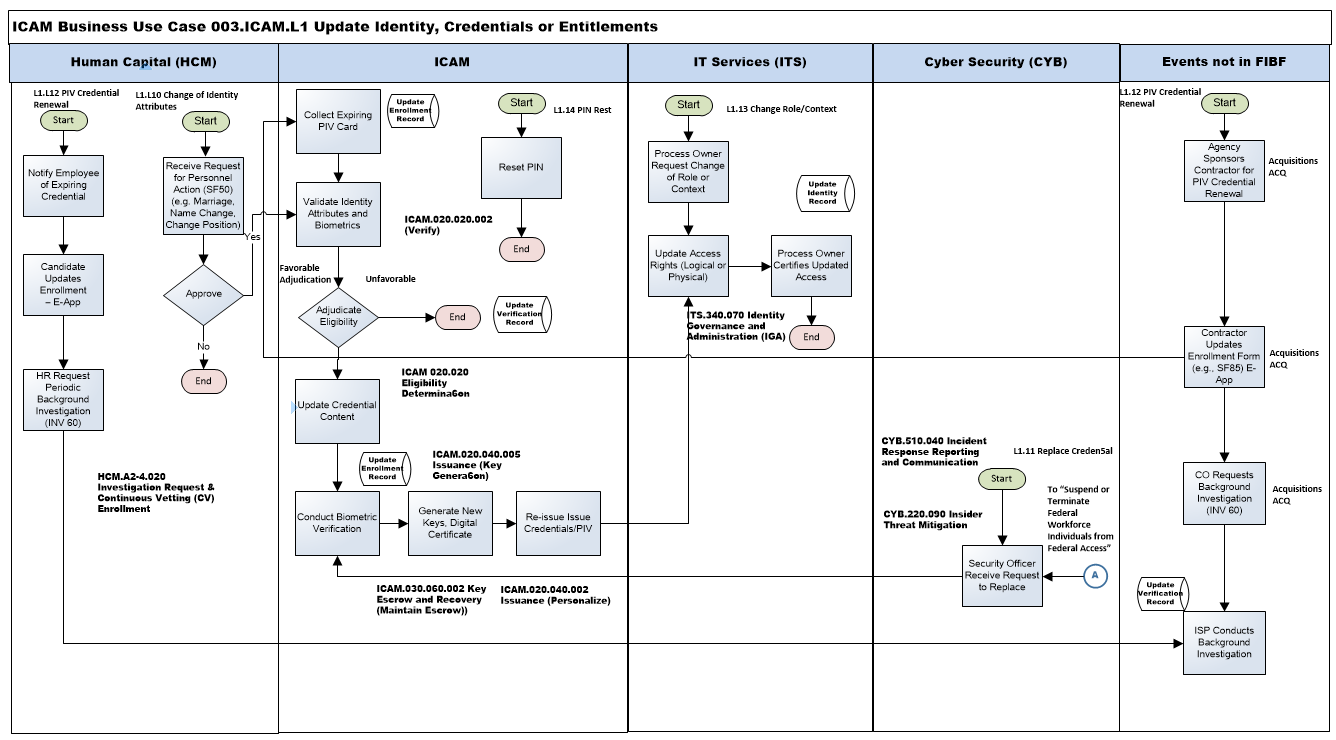 ICAM Business Use Case 003.ICAM.L1 Update Identity, Credentials or Entitlements
Human Capital (HCM)
ICAM
IT Services (ITS)
Cyber Security (CYB)
Events not in FIBF
L1.L12 PIV Credential
Renewal
Start
Notify Employee
of Expiring
Credential
Candidate
Updates
Enrollment
– E-App
HR Request
Periodic
Background
Investigation
(INV 60)
HCM.A2-4.020
Investigation Request &
Continuous Vetting (CV)
Enrollment
L1.L10 Change of Identity
Attributes
Start
Receive Request
for Personnel
Action (SF50)
(e.g. Marriage,
Name Change,
Change Position)
Yes
Approve
No
End
Collect Expiring
PIV Card
Update
Enrollment
Record
Validate Identity
Attributes and
Biometrics
ICAM.020.020.002
(Verify)
Favorable
Adjudication
Unfavorable
Adjudicate
Eligibility
End
Update
Verification
Record
Start
L1.14 PIN Rest
Reset PIN
End
ICAM 020.020
Eligibility
Determina6on
Update Credential
Content
Update
Enrollment
Record
ICAM.020.040.005
Issuance (Key
Genera6on)
Conduct Biometric
Verification
Generate New
Keys, Digital
Certificate
Re-issue Issue
Credentials/PIV
ICAM.030.060.002 Key
Escrow and Recovery
(Maintain Escrow))
ICAM.020.040.002
Issuance (Personalize)
Start
L1.13 Change Role/Context
Process Owner
Request Change
of Role or
Context
Update
Identity
Record
Update Access
Rights (Logical or
Physical)
Process Owner
Certifies Updated
Access
ITS.340.070 Identity
Governance and
Administration (IGA)
End
CYB.510.040 Incident
Response Reporting
and Communication
L1.11 Replace Creden5al
Start
CYB.220.090 Insider
Threat Mitigation
To “Suspend or
Terminate
Federal
Workforce
Individuals from
Federal Access”
Security Officer
Receive Request
to Replace
A
L1.12 PIV Credential
Renewal
Start
Agency
Sponsors
Contractor for
PIV Credential
Renewal
Acquisitions
ACQ
Contractor
Updates
Enrollment Form
(e.g., SF85) E-
App
Acquisitions
ACQ
CO Requests
Background
Investigation
(INV 60)
Acquisitions
ACQ
Update
Verification
Record
ISP Conducts
Background
Investigation